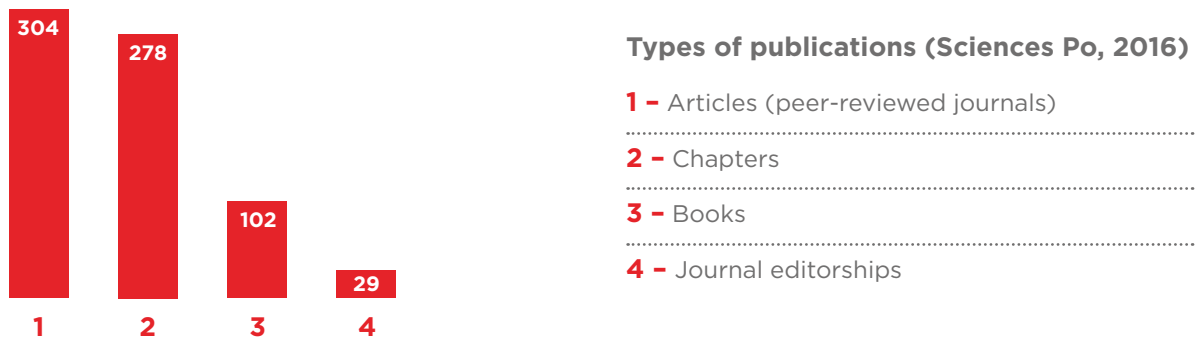 304
278
102
29
1
2
3
4
Types of publications (Sciences Po, 2016)
1 – Articles (peer-reviewed journals)
2 – Chapters
3 – Books
4 – Journal editorships